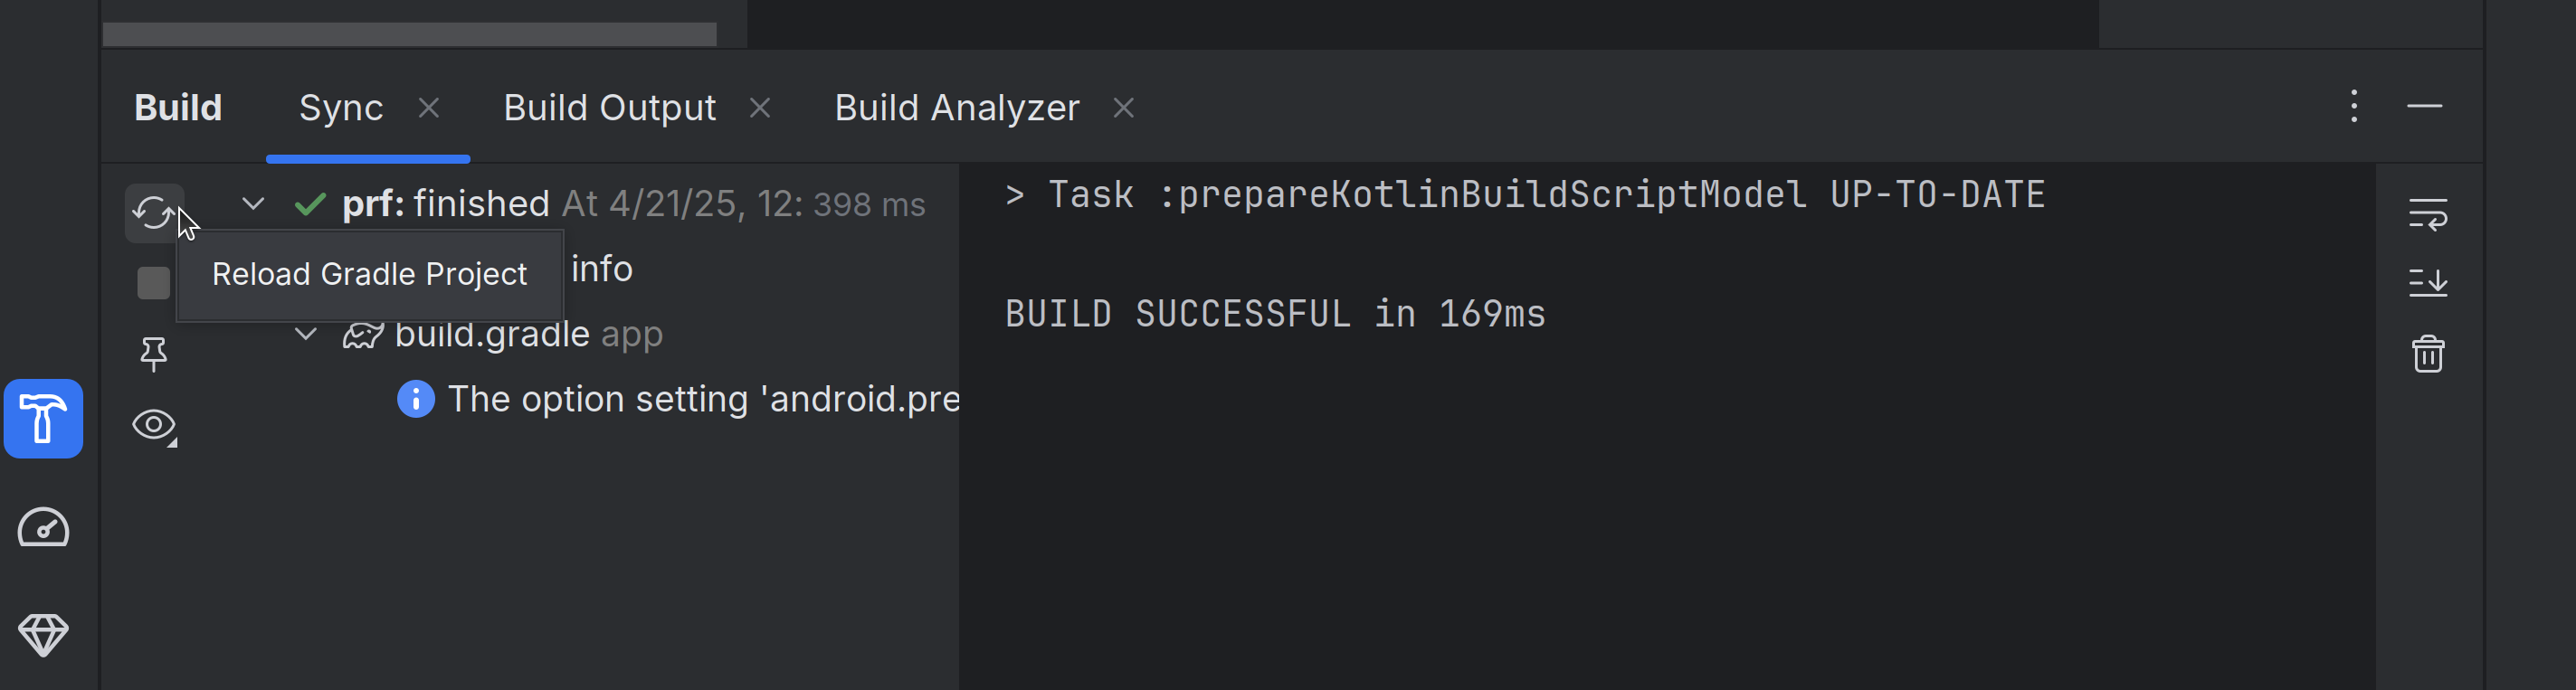 Build Sync Build Output Build Analyzer
prf: finished At 4/21/25, 12: 398 ms
Reload Gradle Project
info
build.gradle app
The option setting 'android.pre
> Task :prepareKotlinBuildScriptModel UP-TO-DATE
BUILD SUCCESSFUL in 169ms